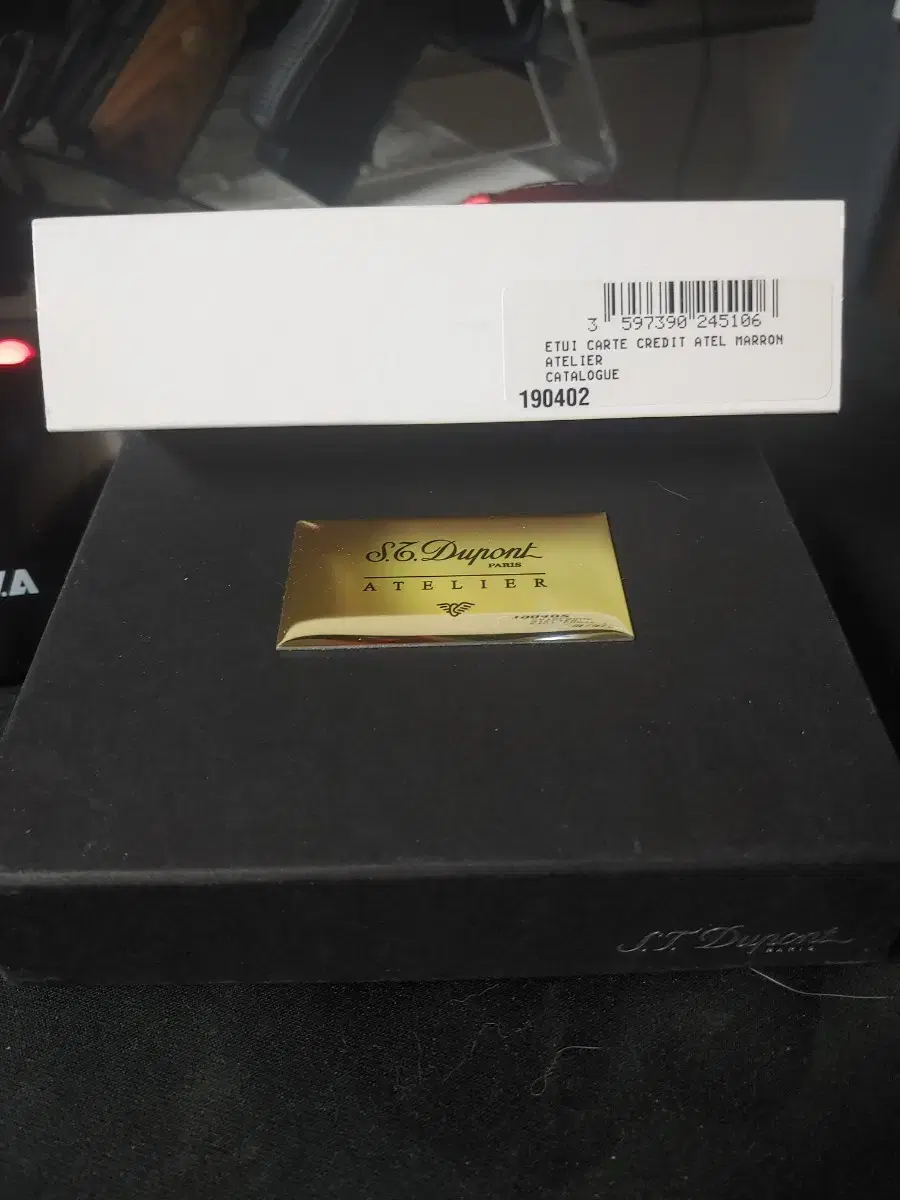 3 597390 245106
ETUI CARTE CREDIT ATEL MARRON
ATELIER
CATALOGUE
190402
S.T. Dupont
PARIS
ATELIER
S.T. Dupont
PARIS